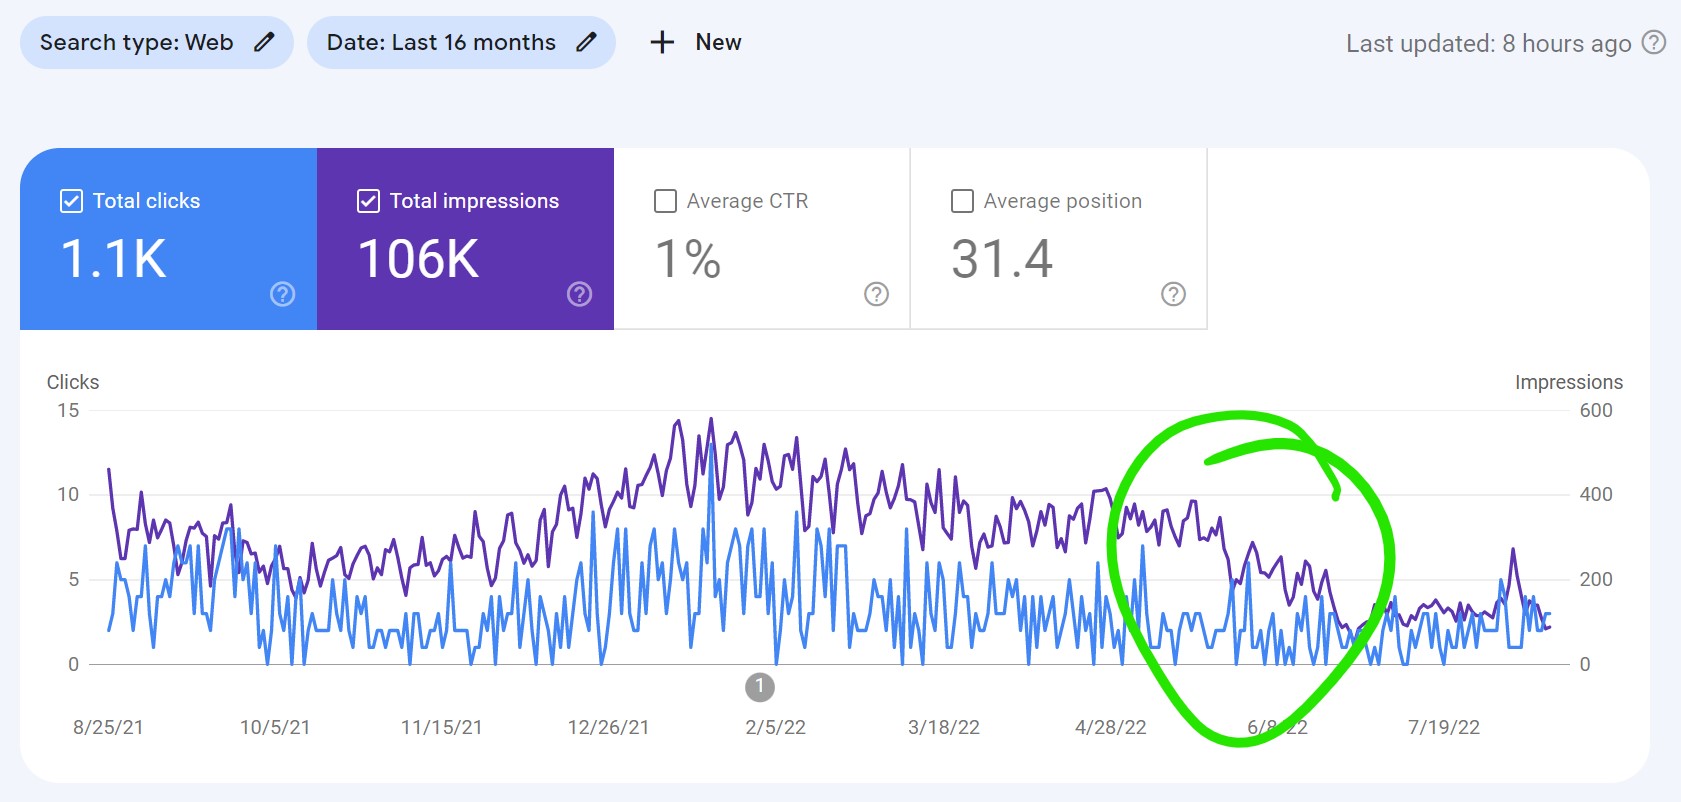 Search type: Web
Date: Last 16 months
+ New
Last updated: 8 hours ago
Total clicks
1.1K
Total impressions
106K
Average CTR
1%
Average position
31.4
Clicks
Impressions
15
600
10
400
5
200
0
0
1
8/25/21 10/5/21 11/15/21 12/26/21 2/5/22 3/18/22 4/28/22 6/8/22 7/19/22